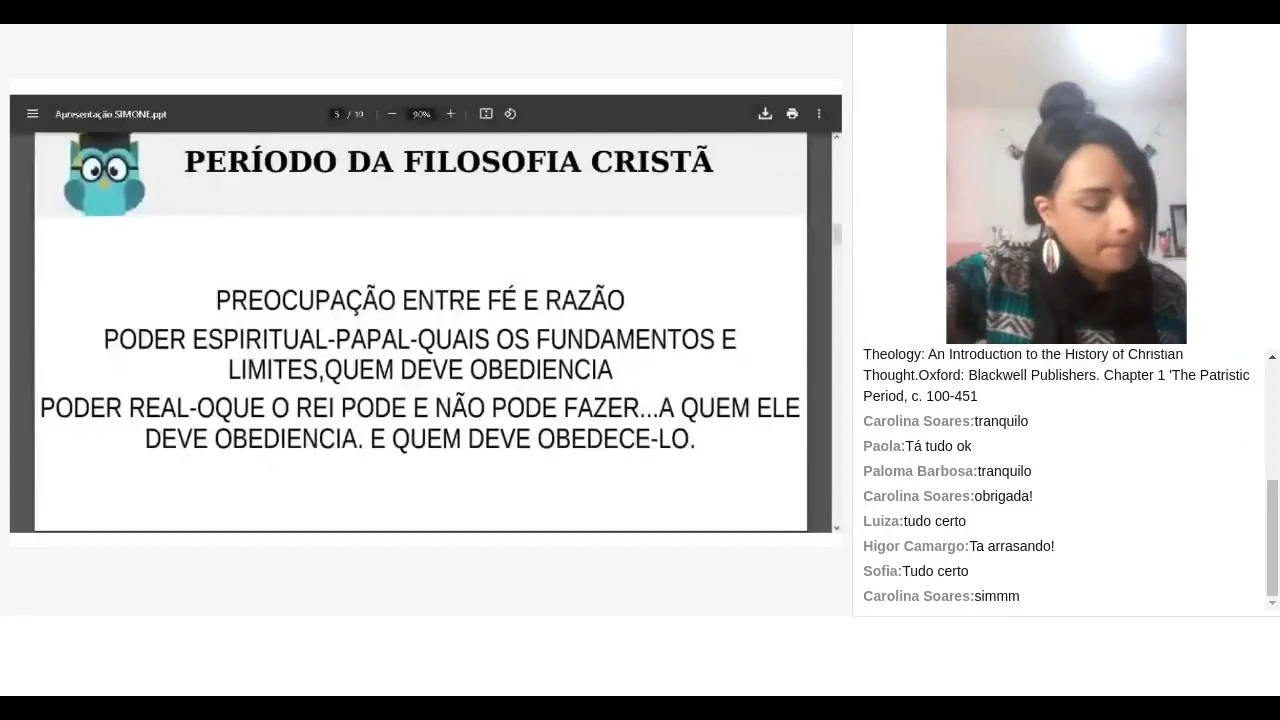 Apresentação SIMONE.ppt
5 / 19
90%
PERÍODO DA FILOSOFIA CRISTÃ
PREOCUPAÇÃO ENTRE FÉ E RAZÃO
PODER ESPIRITUAL-PAPAL-QUAIS OS FUNDAMENTOS E
LIMITES,QUEM DEVE OBEDIENCIA
PODER REAL-OQUE O REI PODE E NÃO PODE FAZER...A QUEM ELE
DEVE OBEDIENCIA. E QUEM DEVE OBEDECE-LO.
Theology: An Introduction to the History of Christian
Thought.Oxford: Blackwell Publishers. Chapter 1 'The Patristic
Period, c. 100-451
Carolina Soares:tranquilo
Paola:Tá tudo ok
Paloma Barbosa:tranquilo
Carolina Soares:obrigada!
Luiza:tudo certo
Higor Camargo:Ta arrasando!
Sofia:Tudo certo
Carolina Soares:simmm